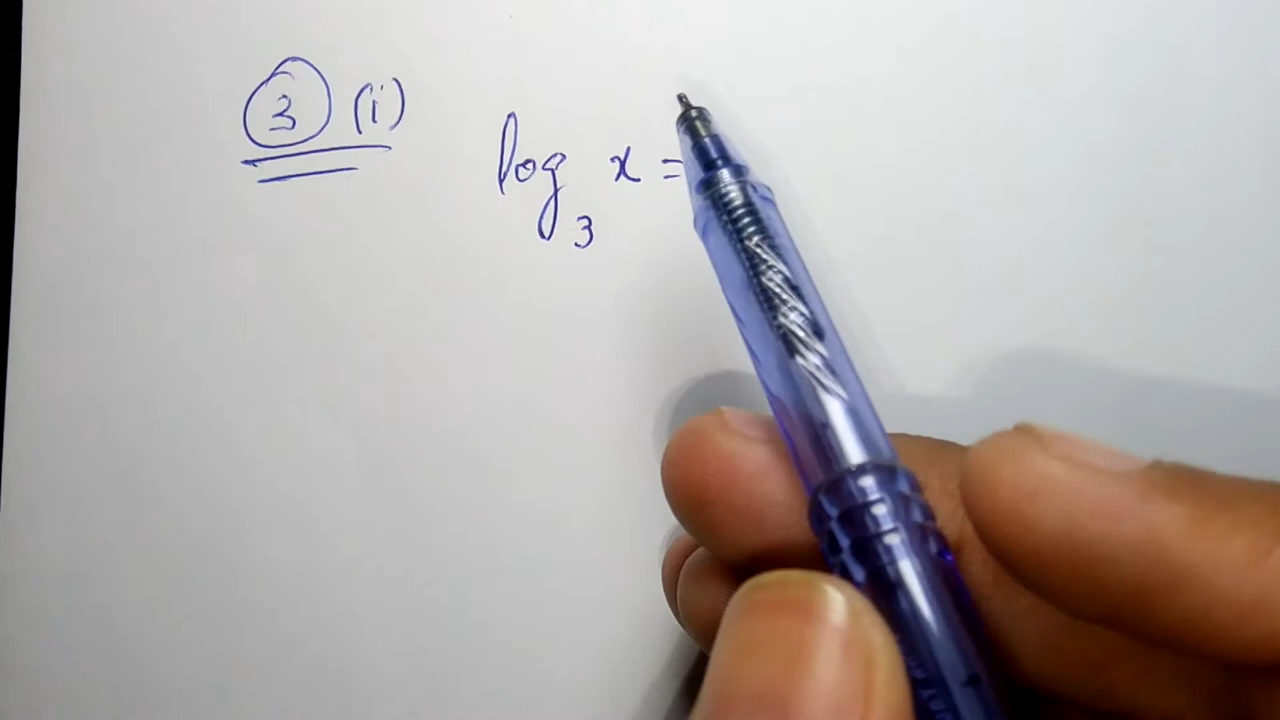 3 (i) log₃ x =